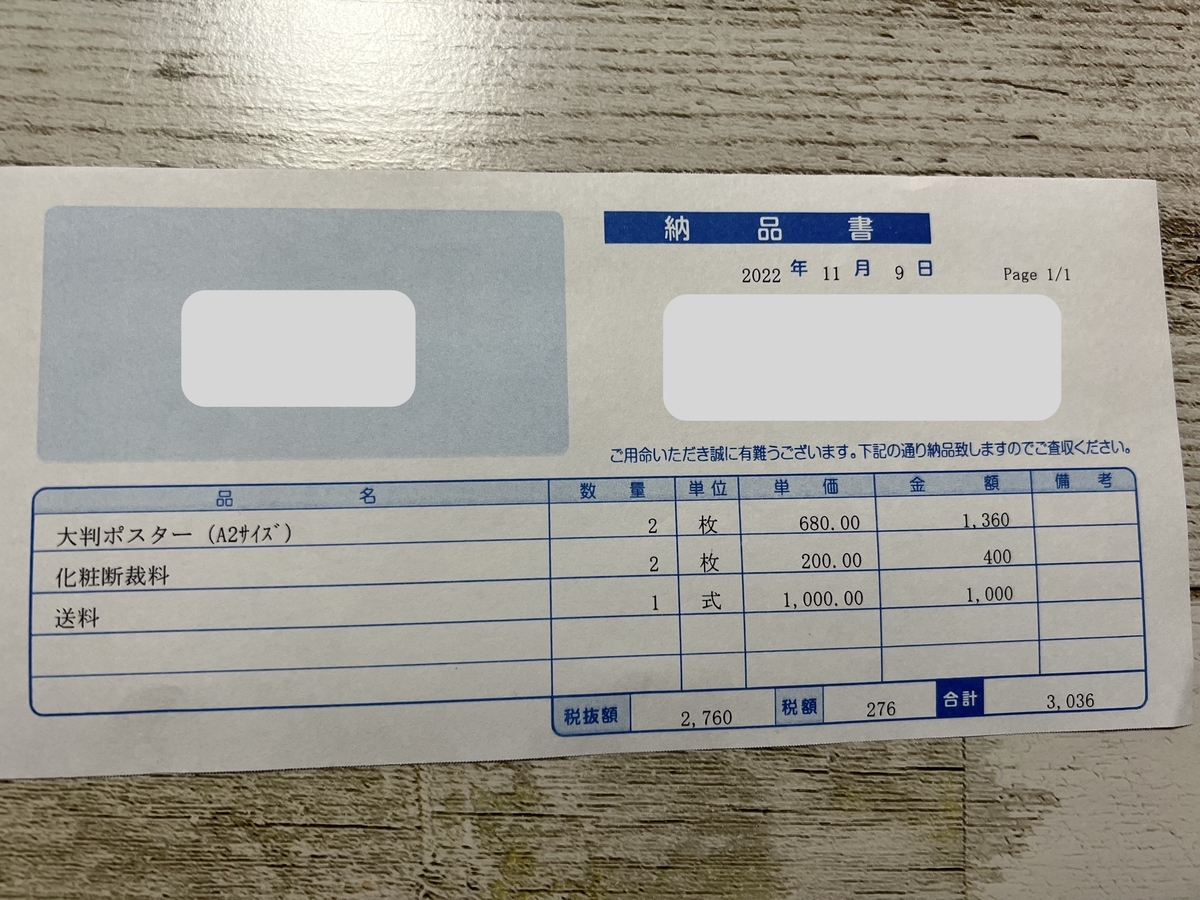 納品書
2022 年 11 月 9 日 Page 1/1
ご用命いただき誠に有難うございます。下記の通り納品致しますのでご査収ください。
品名 数量 単位 単価 金額 備考
大判ポスター (A2ｻｲｽﾞ) 2 枚 680.00 1,360
化粧断裁料 2 枚 200.00 400
送料 1 式 1,000.00 1,000
税抜額 2,760 税額 276 合計 3,036